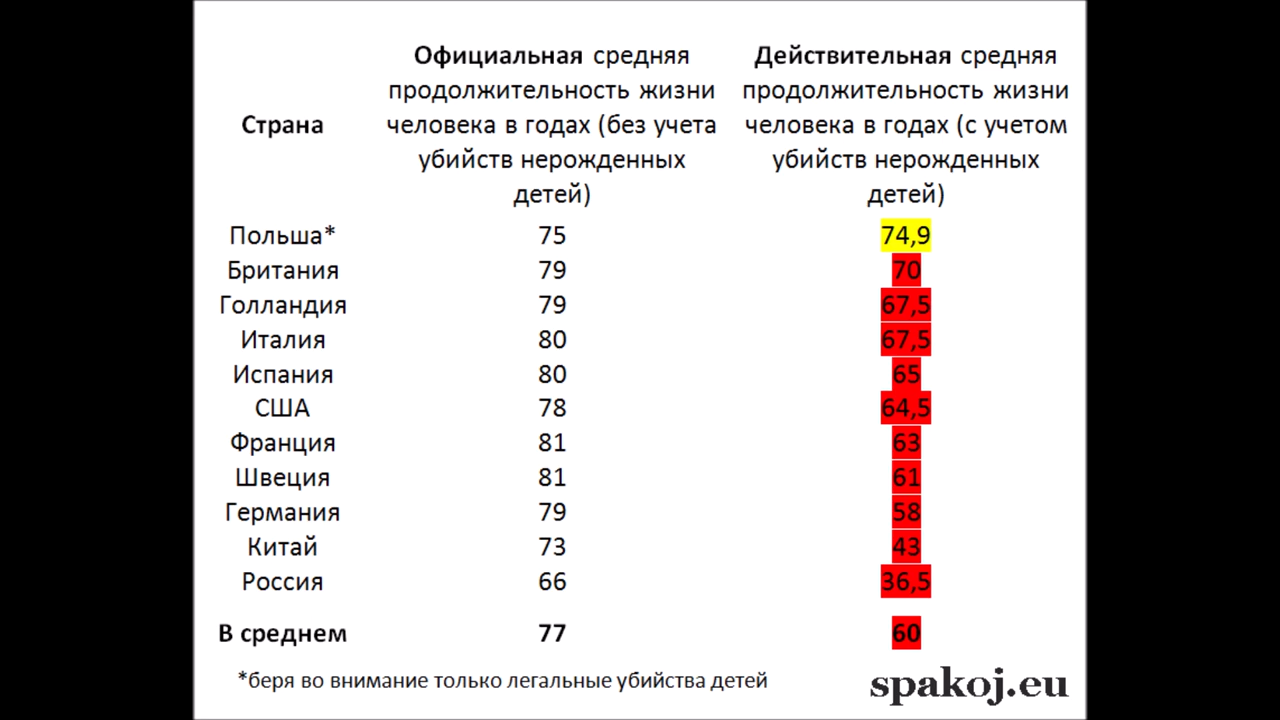 Страна
Официальная средняя
продолжительность жизни
человека в годах (без учета
убийств нерожденных
детей)
Действительная средняя
продолжительность жизни
человека в годах (с учетом
убийств нерожденных
детей)
Польша* 75 74,9
Британия 79 70
Голландия 79 67,5
Италия 80 67,5
Испания 80 65
США 78 64,5
Франция 81 63
Швеция 81 61
Германия 79 58
Китай 73 43
Россия 66 36,5
В среднем 77 60
*беря во внимание только легальные убийства детей
spakoj.eu